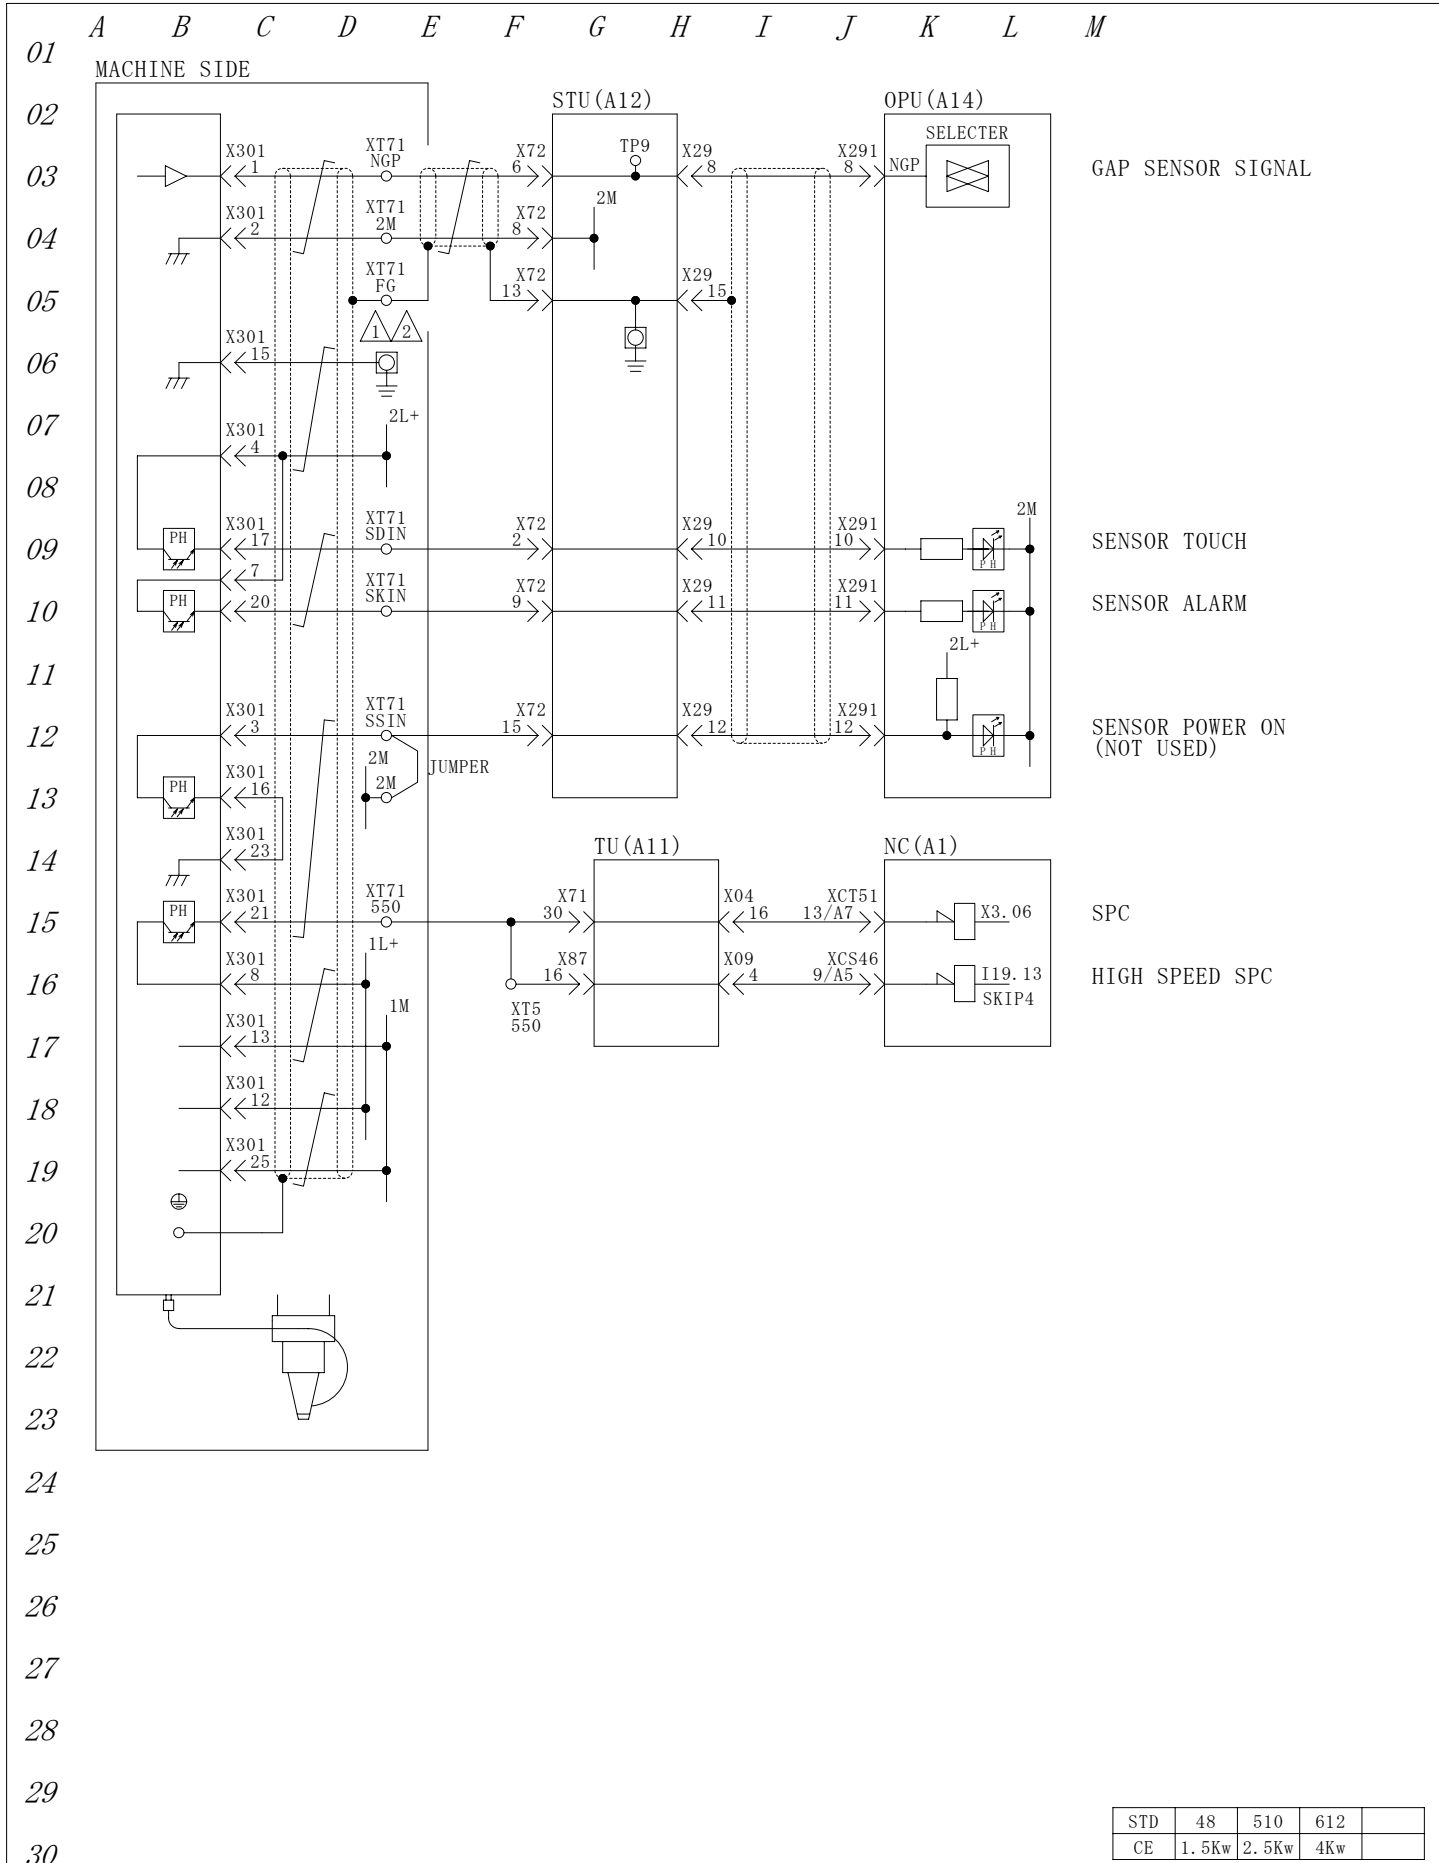 A B C D E F G H I J K L M
01
MACHINE SIDE
02
STU(A12)
OPU(A14)
SELECTER
03
X301
1
XT71
NGP
X72
6
TP9
X29
8
X291
8
NGP
GAP SENSOR SIGNAL
04
X301
2
XT71
2M
X72
8
2M
05
XT71
FG
X72
13
X29
15
1 2
06
X301
15
07
2L+
X301
4
08
2M
09
PH
X301
17
XT71
SDIN
X72
2
X29
10
X291
10
PH
SENSOR TOUCH
7
10
PH
20
XT71
SKIN
X72
9
X29
11
X291
11
PH
SENSOR ALARM
11
2L+
12
X301
3
XT71
SSIN
X72
15
X29
12
X291
12
PH
SENSOR POWER ON
(NOT USED)
2M
JUMPER
13
PH
X301
16
2M
14
X301
23
TU(A11)
NC(A1)
15
PH
X301
21
XT71
550
X71
30
X04
16
XCT51
13/A7
X3.06
SPC
1L+
16
X301
8
X87
16
X09
4
XCS46
9/A5
I19.13
SKIP4
HIGH SPEED SPC
XT5
550
1M
17
X301
13
18
X301
12
19
X301
25
20
21
22
23
24
25
26
27
28
29
30
STD 48 510 612
CE 1.5Kw 2.5Kw 4Kw